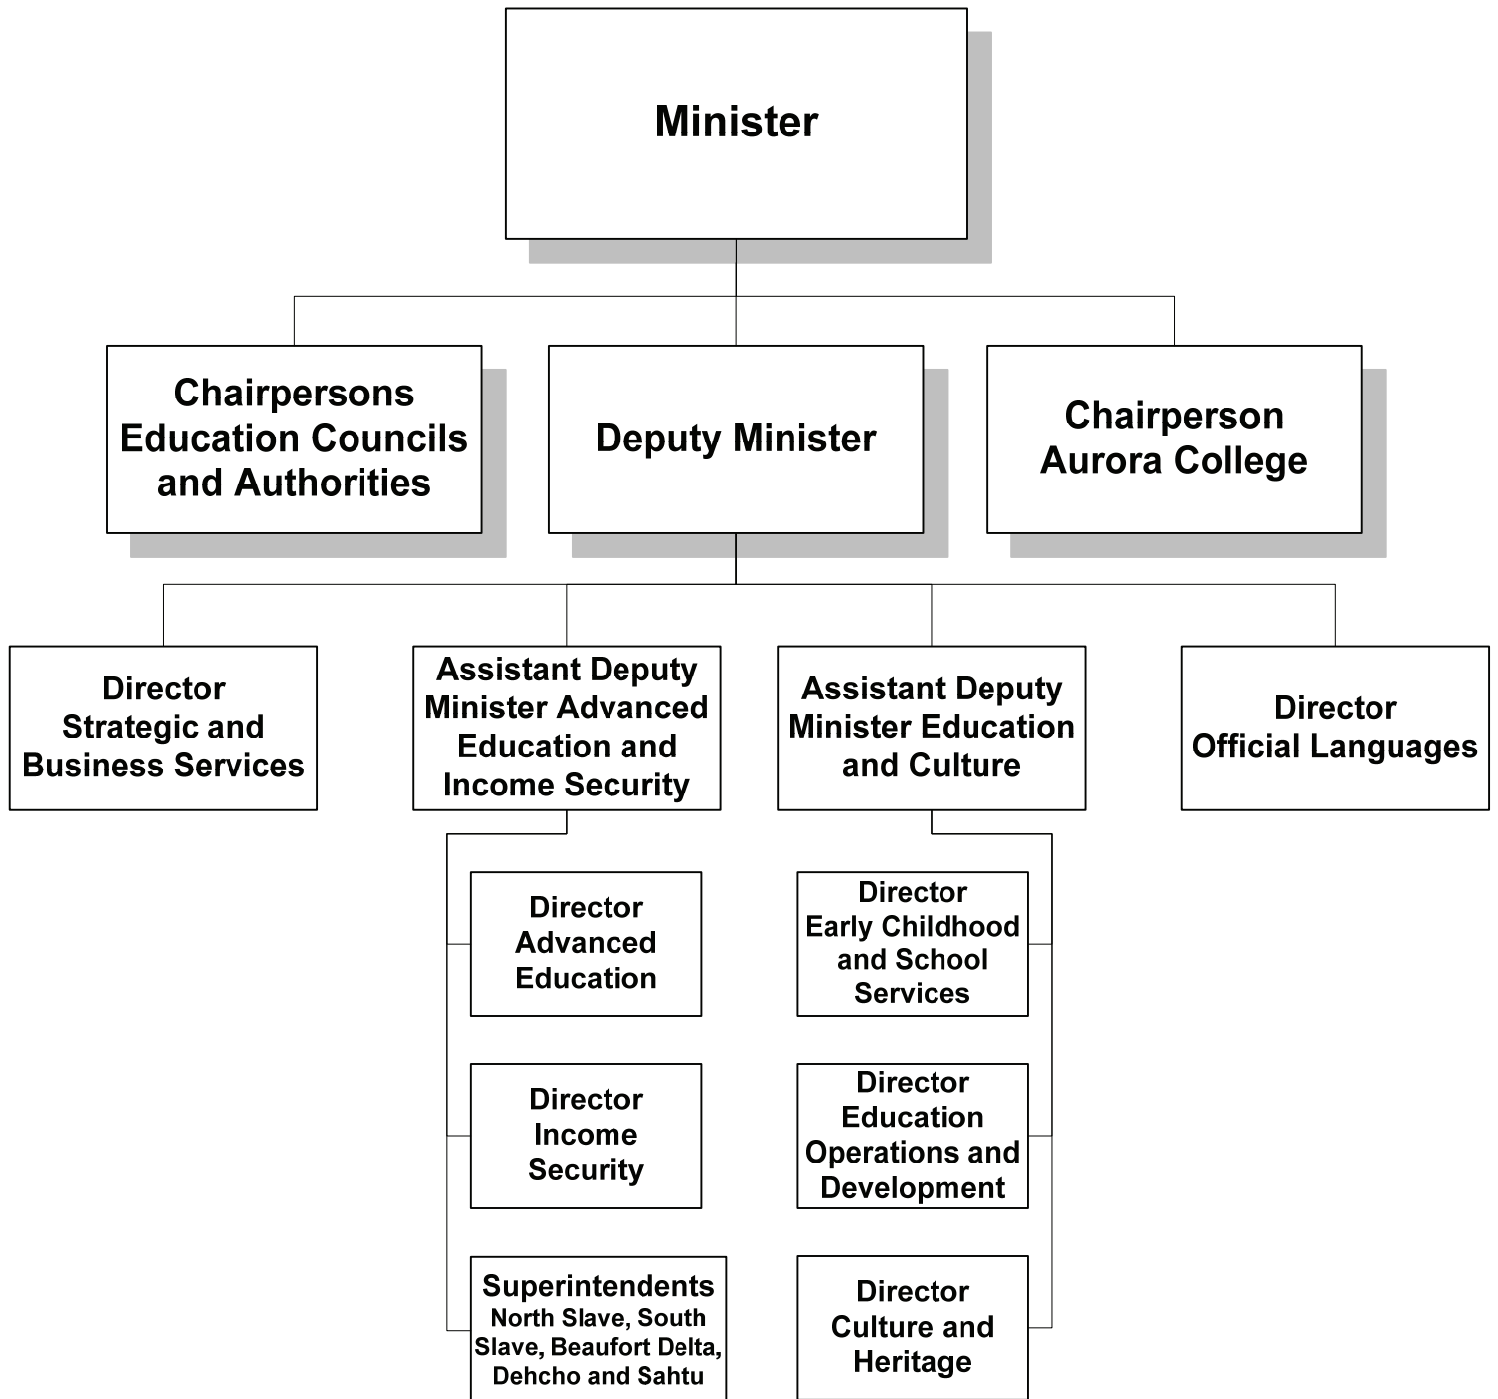 Minister
Chairpersons
Education Councils
and Authorities
Deputy Minister
Chairperson
Aurora College
Director
Strategic and
Business Services
Assistant Deputy
Minister Advanced
Education and
Income Security
Assistant Deputy
Minister Education
and Culture
Director
Official Languages
Director
Advanced
Education
Director
Early Childhood
and School
Services
Director
Income
Security
Director
Education
Operations and
Development
Superintendents
North Slave, South
Slave, Beaufort Delta,
Dehcho and Sahtu
Director
Culture and
Heritage